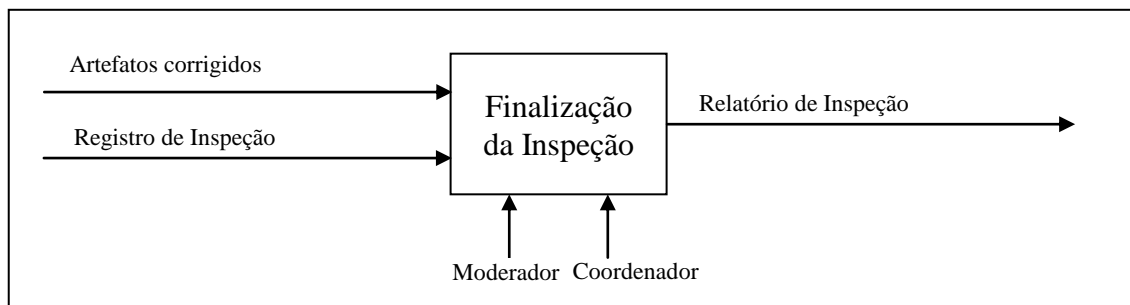 Artefatos corrigidos
Registro de Inspeção
Finalização
da Inspeção
Relatório de Inspeção
Moderador
Coordenador